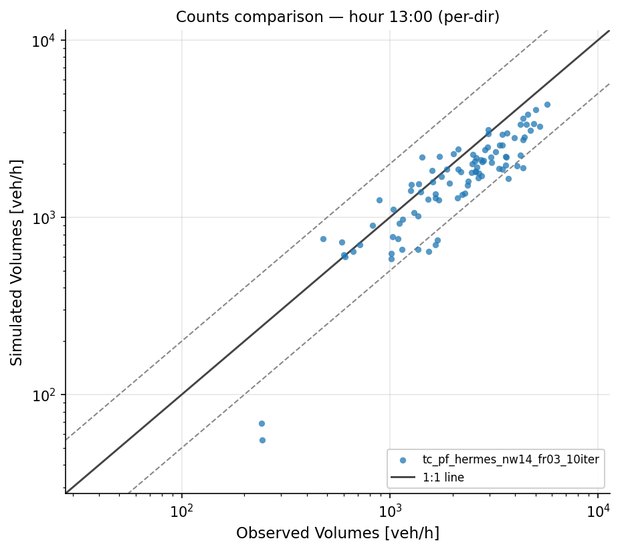 Counts comparison — hour 13:00 (per-dir)
Simulated Volumes [veh/h]
10⁴
10³
10²
tc_pf_hermes_nw14_fr03_10iter
1:1 line
10² 10³ 10⁴
Observed Volumes [veh/h]